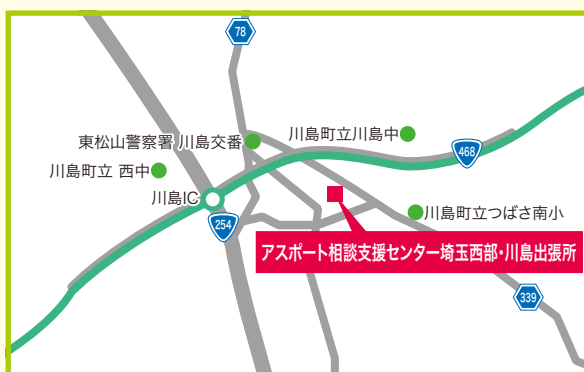 78
東松山警察署 川島交番
川島町立川島中
468
川島町立 西中
川島IC
254
川島町立つばさ南小
アスポート相談支援センター埼玉西部・川島出張所
339